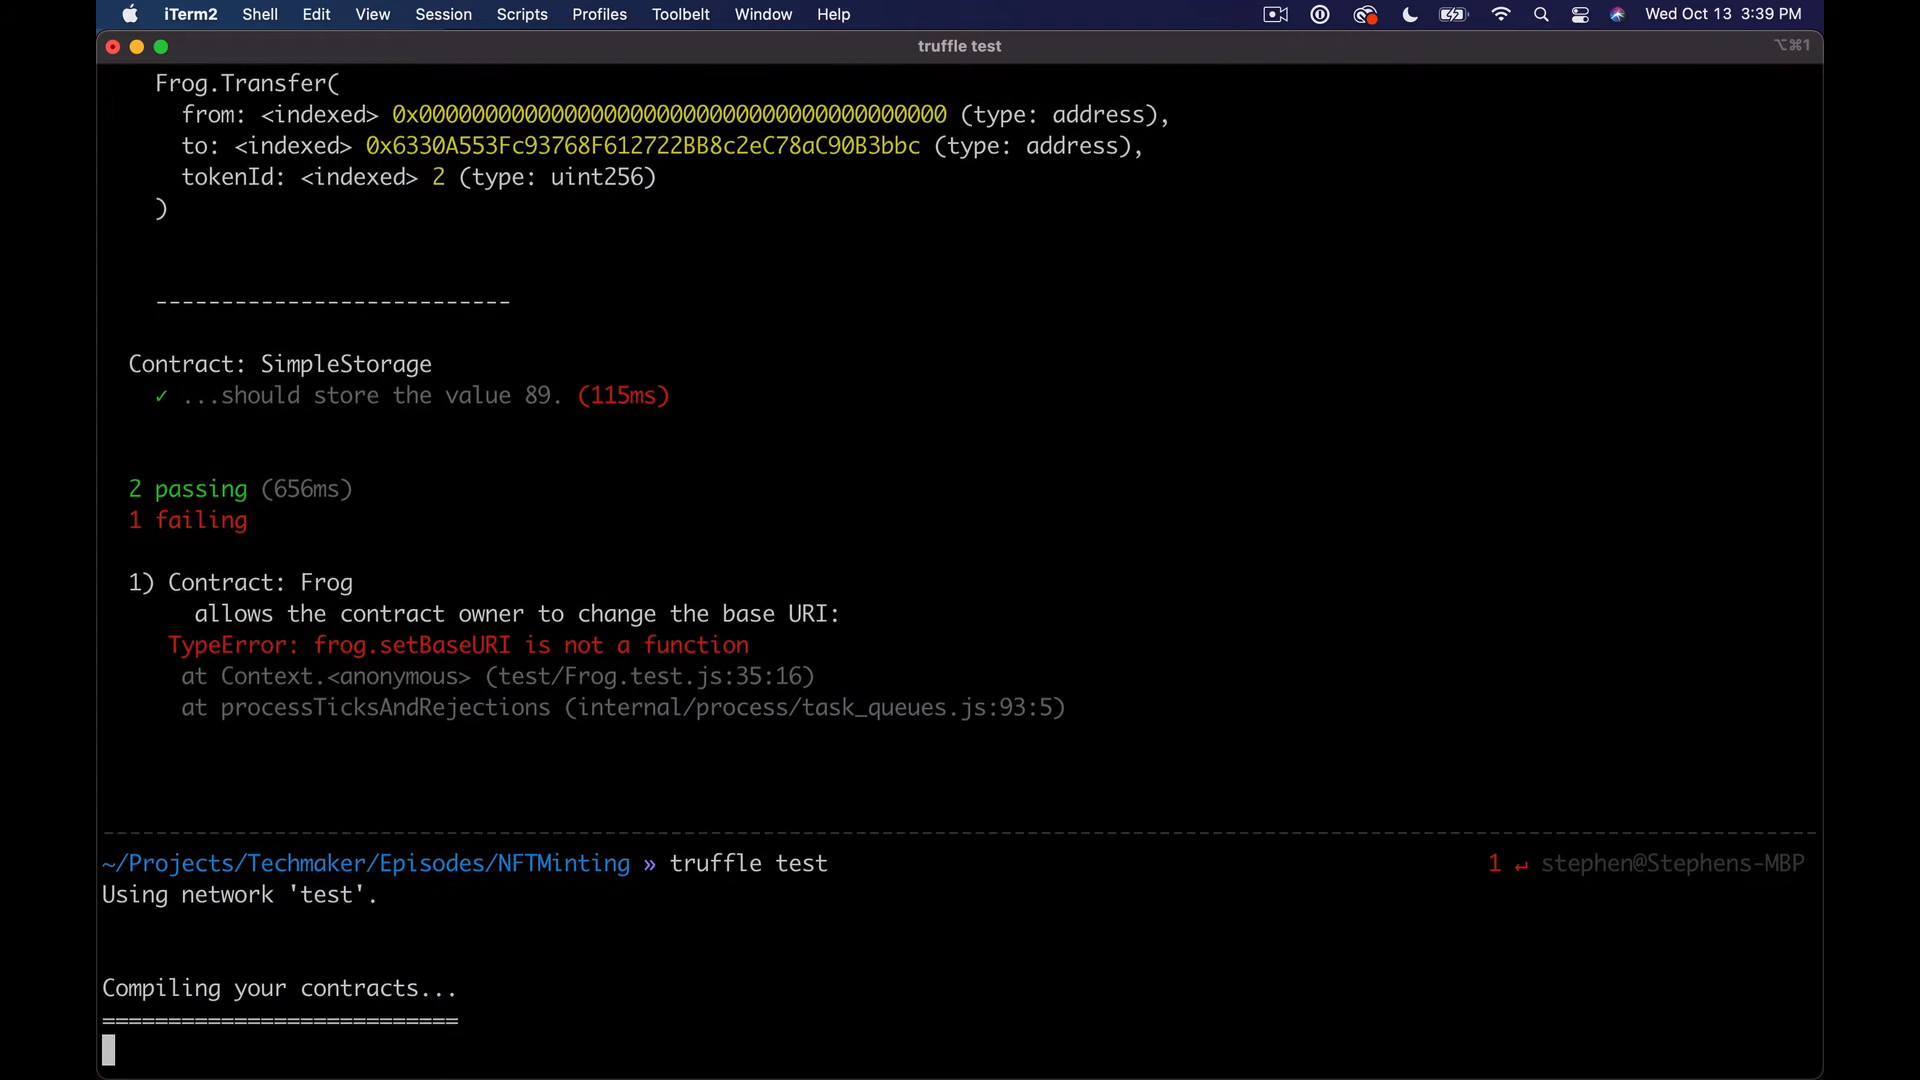 iTerm2 Shell Edit View Session Scripts Profiles Toolbelt Window Help Wed Oct 13 3:39 PM
truffle test ⌥⌘1
Frog.Transfer(
from: <indexed> 0x0000000000000000000000000000000000000000 (type: address),
to: <indexed> 0x6330A553Fc93768F612722BB8c2eC78aC90B3bbc (type: address),
tokenId: <indexed> 2 (type: uint256)
)
---------------------------
Contract: SimpleStorage
✓ ...should store the value 89. (115ms)
2 passing (656ms)
1 failing
1) Contract: Frog
allows the contract owner to change the base URI:
TypeError: frog.setBaseURI is not a function
at Context.<anonymous> (test/Frog.test.js:35:16)
at processTicksAndRejections (internal/process/task_queues.js:93:5)
~/Projects/Techmaker/Episodes/NFTMinting » truffle test 1 ↵ stephen@Stephens-MBP
Using network 'test'.
Compiling your contracts...
===========================